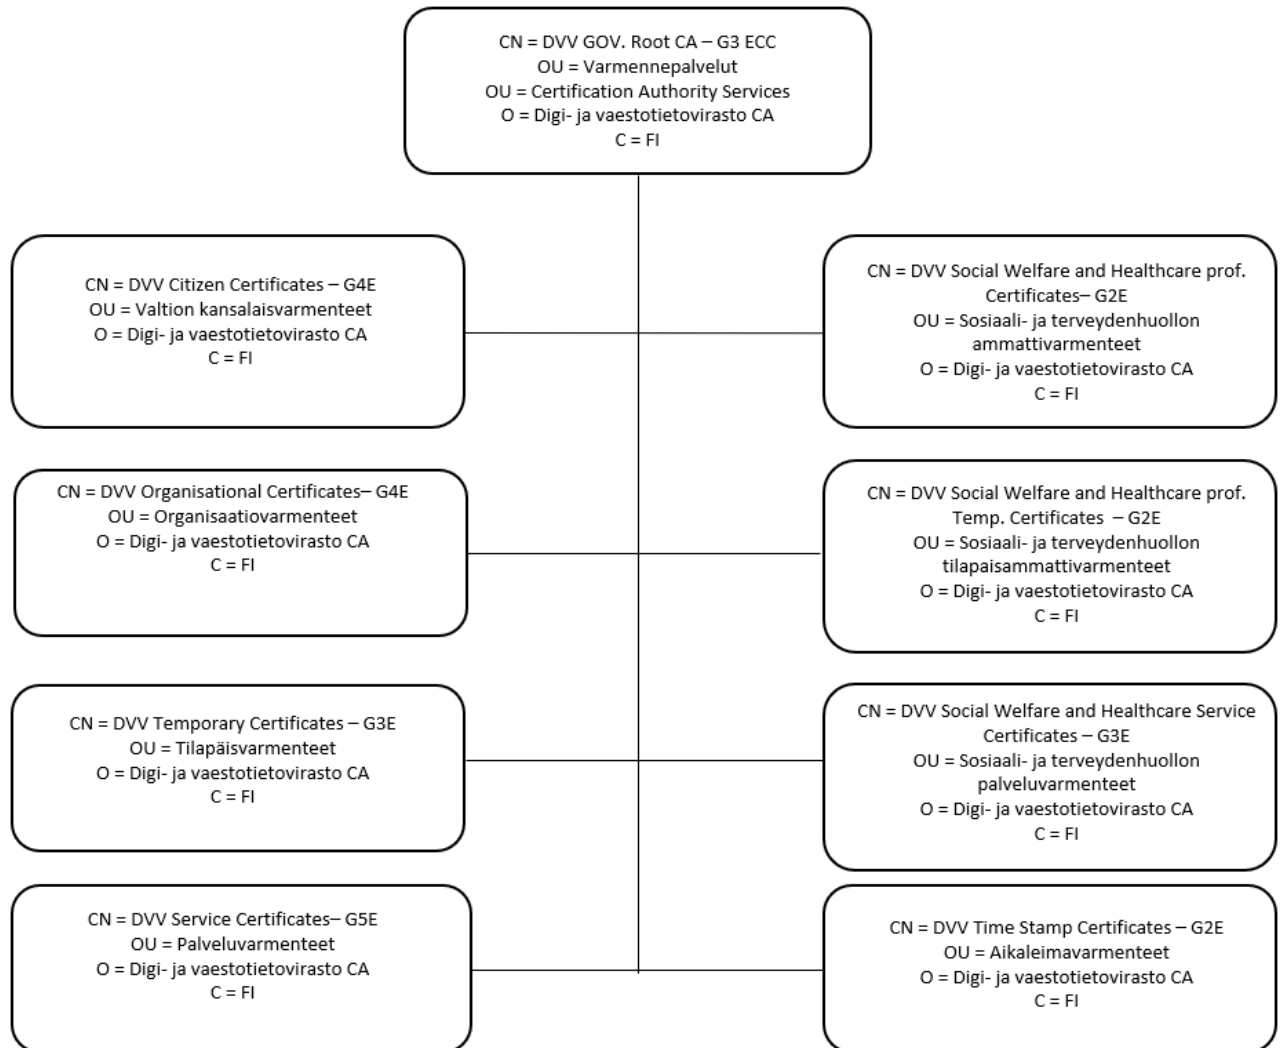 CN = DVV GOV. Root CA – G3 ECC
OU = Varmennepalvelut
OU = Certification Authority Services
O = Digi- ja vaestotietovirasto CA
C = FI
CN = DVV Citizen Certificates – G4E
OU = Valtion kansalaisvarmenteet
O = Digi- ja vaestotietovirasto CA
C = FI
CN = DVV Social Welfare and Healthcare prof.
Certificates– G2E
OU = Sosiaali- ja terveydenhuollon
ammattivarmenteet
O = Digi- ja vaestotietovirasto CA
C = FI
CN = DVV Organisational Certificates– G4E
OU = Organisaatiovarmenteet
O = Digi- ja vaestotietovirasto CA
C = FI
CN = DVV Social Welfare and Healthcare prof.
Temp. Certificates – G2E
OU = Sosiaali- ja terveydenhuollon
tilapaisammattivarmenteet
O = Digi- ja vaestotietovirasto CA
C = FI
CN = DVV Temporary Certificates – G3E
OU = Tilapäisvarmenteet
O = Digi- ja vaestotietovirasto CA
C = FI
CN = DVV Social Welfare and Healthcare Service
Certificates – G3E
OU = Sosiaali- ja terveydenhuollon
palveluvarmenteet
O = Digi- ja vaestotietovirasto CA
C = FI
CN = DVV Service Certificates– G5E
OU = Palveluvarmenteet
O = Digi- ja vaestotietovirasto CA
C = FI
CN = DVV Time Stamp Certificates – G2E
OU = Aikaleimavarmenteet
O = Digi- ja vaestotietovirasto CA
C = FI